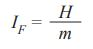 I_F = H / m